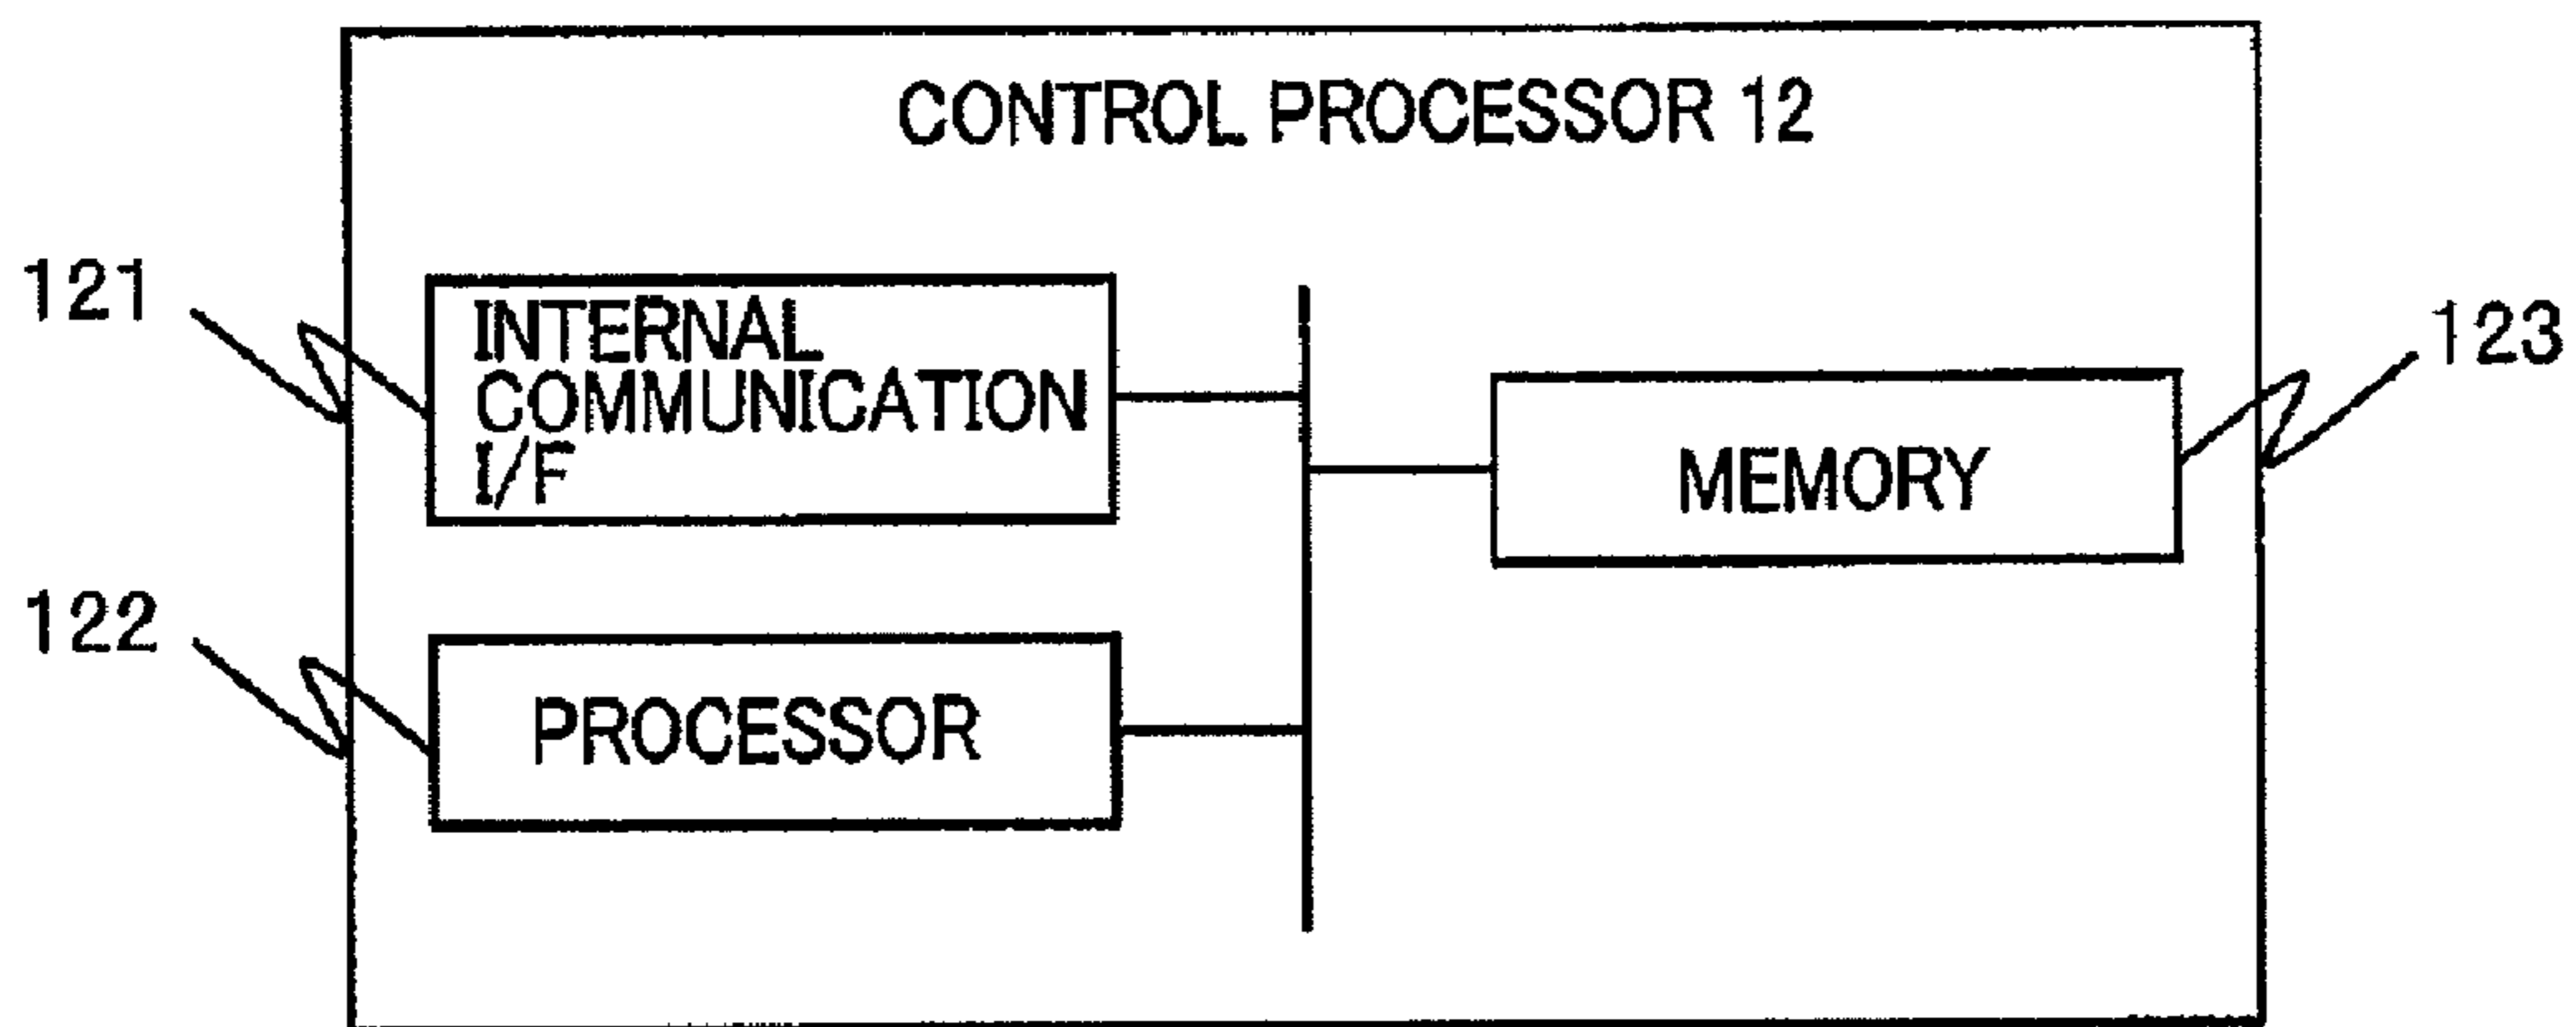 CONTROL PROCESSOR 12
121
INTERNAL
COMMUNICATION
I/F
MEMORY
123
122
PROCESSOR